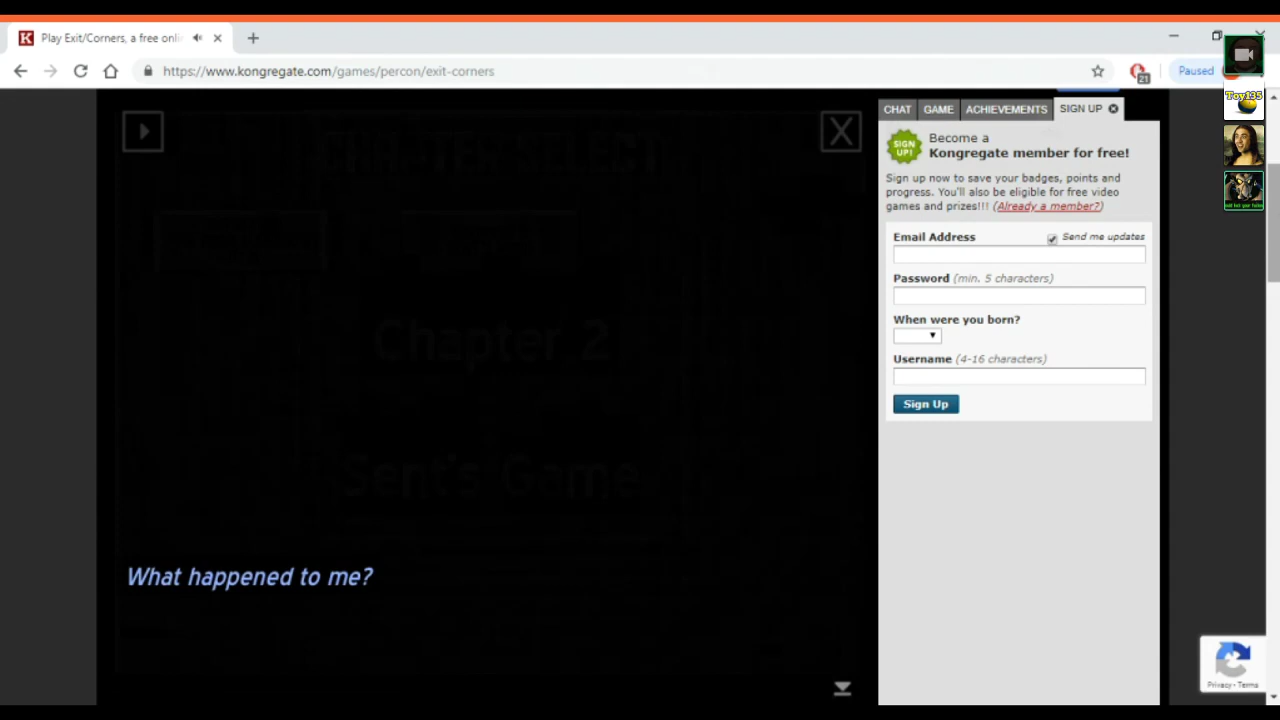 Play Exit/Corners, a free onli
https://www.kongregate.com/games/percon/exit-corners
21
Paused
Toy135
CHAT
GAME
ACHIEVEMENTS
SIGN UP
SIGN UP!
Become a
Kongregate member for free!
Sign up now to save your badges, points and
progress. You'll also be eligible for free video
games and prizes!!! (Already a member?)
Email Address
Send me updates
Password (min. 5 characters)
When were you born?
Username (4-16 characters)
Sign Up
Chapter 2
Sent's Game
What happened to me?
Privacy - Terms